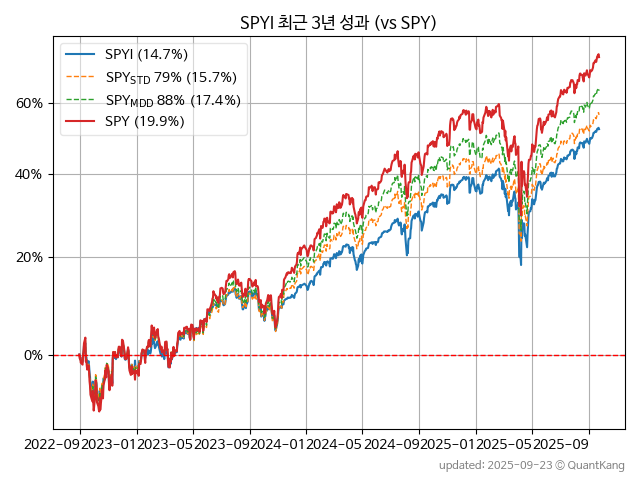 SPYI 최근 3년 성과 (vs SPY)
SPYI (14.7%)
SPY_STD 79% (15.7%)
SPY_MDD 88% (17.4%)
SPY (19.9%)
60%
40%
20%
0%
2022-09 2023-01 2023-05 2023-09 2024-01 2024-05 2024-09 2025-01 2025-05 2025-09
updated: 2025-09-23 © QuantKang